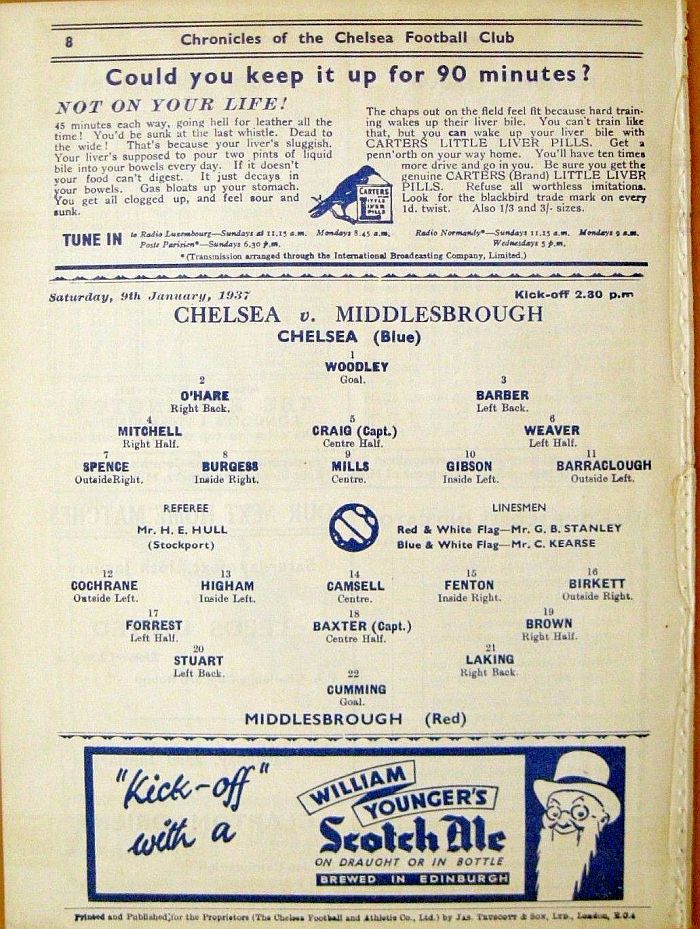 8
Chronicles of the Chelsea Football Club
Could you keep it up for 90 minutes?
NOT ON YOUR LIFE!
45 minutes each way, going hell for leather all the
time! You'd be sunk at the last whistle. Dead to
the wide! That's because your liver's sluggish.
Your liver's supposed to pour two pints of liquid
bile into your bowels every day. If it doesn't
your food can't digest. It just decays in
your bowels. Gas bloats up your stomach.
You get all clogged up, and feel sour and
sunk.
The chaps out on the field feel fit because hard train-
ing wakes up their liver bile. You can't train like
that, but you can wake up your liver bile with
CARTERS LITTLE LIVER PILLS. Get a
penn'orth on your way home. You'll have ten times
more drive and go in you. Be sure you get the
genuine CARTERS (Brand) LITTLE LIVER
PILLS. Refuse all worthless imitations.
Look for the blackbird trade mark on every
1d. twist. Also 1/3 and 3/- sizes.
CARTERS
LITTLE
LIVER
PILLS
TUNE IN to Radio Luxembourg—Sundays at 11.15 a.m. Mondays 8.45 a.m.
Poste Parisien*—Sundays 6.30 p.m.
Radio Normandy*—Sundays 11.15 a.m. Mondays 9 a.m.
Wednesdays 5 p.m.
*(Transmission arranged through the International Broadcasting Company, Limited.)
Saturday, 9th January, 1937 Kick-off 2.30 p.m
CHELSEA v. MIDDLESBROUGH
CHELSEA (Blue)
1
WOODLEY
Goal.
2 3
O'HARE BARBER
Right Back. Left Back.
4 5 6
MITCHELL CRAIG (Capt.) WEAVER
Right Half. Centre Half. Left Half.
7 8 9 10 11
SPENCE BURGESS MILLS GIBSON BARRACLOUGH
OutsideRight. Inside Right. Centre. Inside Left. Outside Left.
REFEREE LINESMEN
Mr. H. E. HULL
(Stockport)
Red & White Flag—Mr. G. B. STANLEY
Blue & White Flag—Mr. C. KEARSE
12 13 14 15 16
COCHRANE HIGHAM CAMSELL FENTON BIRKETT
Outside Left. Inside Left. Centre. Inside Right. Outside Right.
17 18 19
FORREST BAXTER (Capt.) BROWN
Left Half. Centre Half. Right Half.
20 21
STUART LAKING
Left Back. Right Back.
22
CUMMING
Goal.
MIDDLESBROUGH (Red)
"Kick-off"
with a
WILLIAM
YOUNGER'S
Scotch Ale
ON DRAUGHT OR IN BOTTLE
BREWED IN EDINBURGH
Printed and Published for the Proprietors (The Chelsea Football and Athletic Co., Ltd.) by JAS. TRUSCOTT & SON, LTD., London, E.C.4